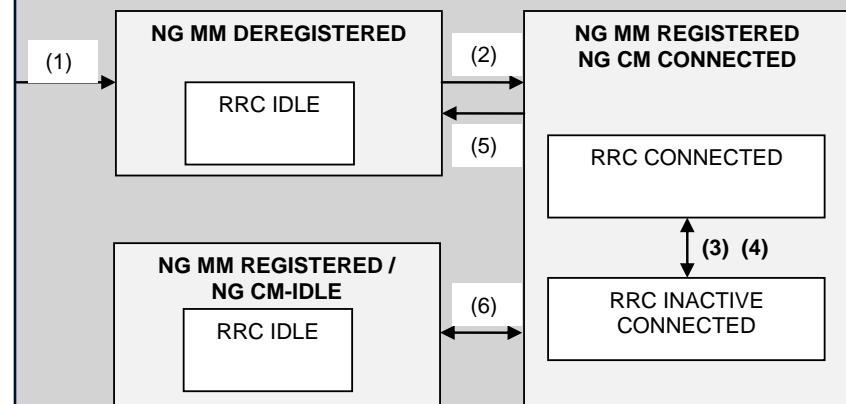 (1)
NG MM DEREGISTERED
RRC IDLE
(2)
(5)
NG MM REGISTERED
NG CM CONNECTED
RRC CONNECTED
(3) (4)
RRC INACTIVE
CONNECTED
NG MM REGISTERED /
NG CM-IDLE
RRC IDLE
(6)